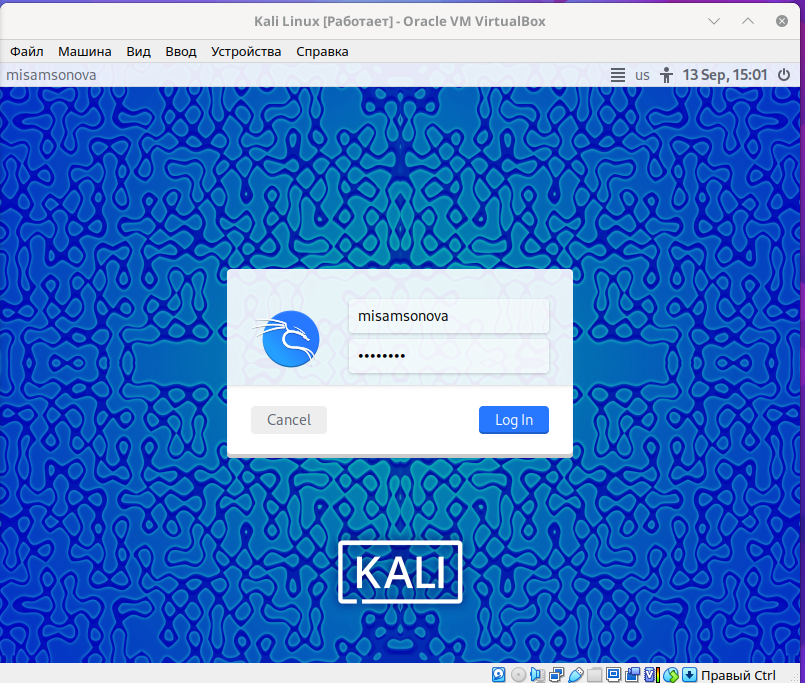 Kali Linux [Работает] - Oracle VM VirtualBox
Файл Машина Вид Ввод Устройства Справка
misamsonova us 13 Sep, 15:01
misamsonova
••••••••
Cancel Log In
KALI
Правый Ctrl